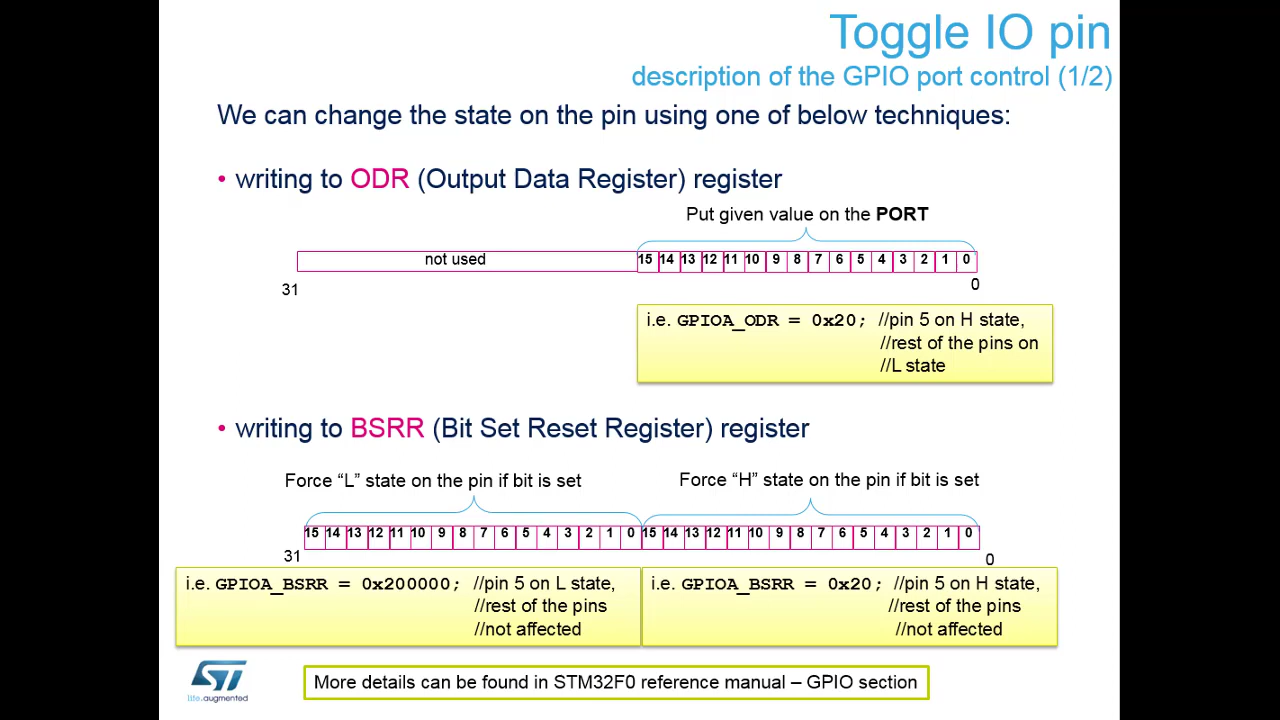 Toggle IO pin
description of the GPIO port control (1/2)
We can change the state on the pin using one of below techniques:
• writing to ODR (Output Data Register) register
Put given value on the PORT
not used 15 14 13 12 11 10 9 8 7 6 5 4 3 2 1 0
31 0
i.e. GPIOA_ODR = 0x20; //pin 5 on H state,
//rest of the pins on
//L state
• writing to BSRR (Bit Set Reset Register) register
Force “L” state on the pin if bit is set
Force “H” state on the pin if bit is set
15 14 13 12 11 10 9 8 7 6 5 4 3 2 1 0 15 14 13 12 11 10 9 8 7 6 5 4 3 2 1 0
31 0
i.e. GPIOA_BSRR = 0x200000; //pin 5 on L state,
//rest of the pins
//not affected
i.e. GPIOA_BSRR = 0x20; //pin 5 on H state,
//rest of the pins
//not affected
ST
life.augmented
More details can be found in STM32F0 reference manual – GPIO section